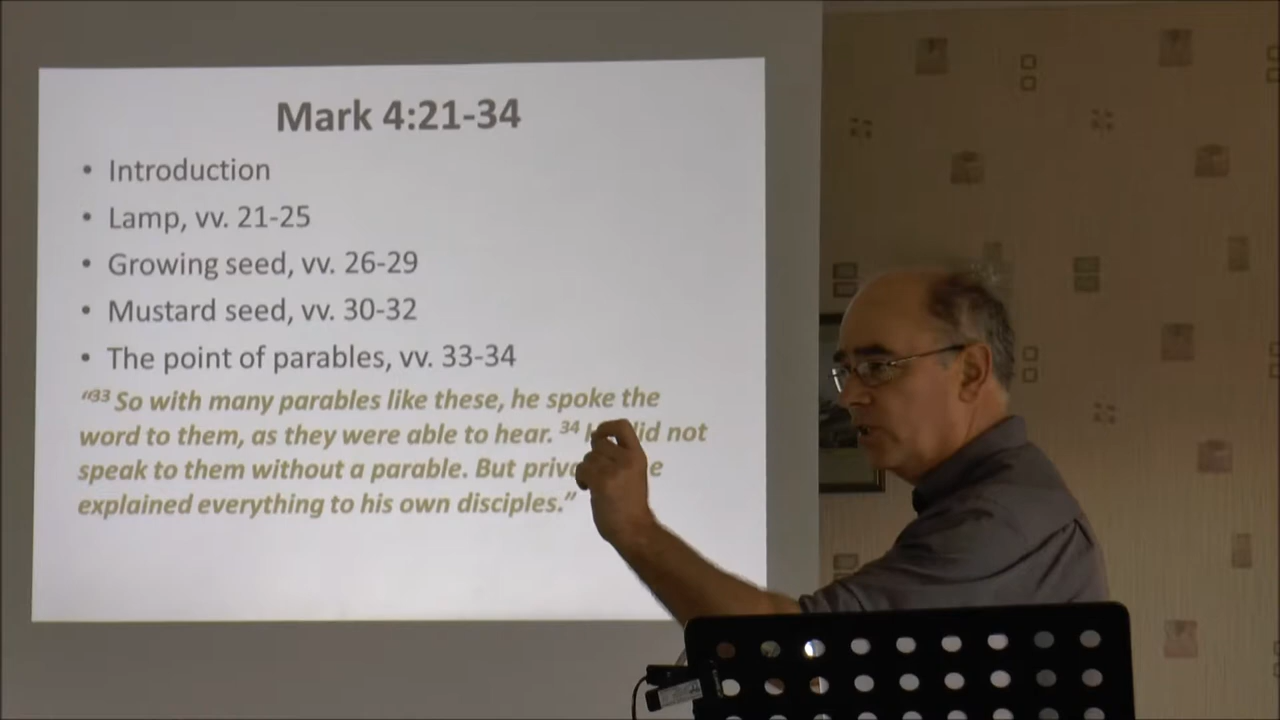 Mark 4:21-34
• Introduction
• Lamp, vv. 21-25
• Growing seed, vv. 26-29
• Mustard seed, vv. 30-32
• The point of parables, vv. 33-34
"33 So with many parables like these, he spoke the
word to them, as they were able to hear. 34 did not
speak to them without a parable. But
explained everything to his own disciples."